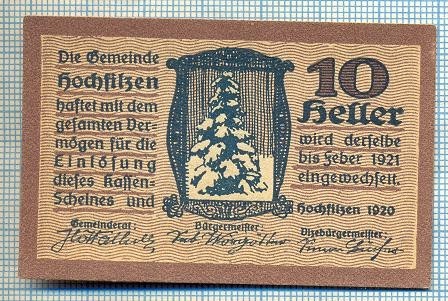 Die Gemeinde
Hochfilzen
haftet mit dem
gesamten Ver-
mögen für die
Einlösung
dieses Kassen-
Scheines und
10
Heller
wird derselbe
bis Feber 1921
eingewechselt.
Hochfilzen 1920
Gemeinderat:
Bürgermeister:
Vizebürgermeister: